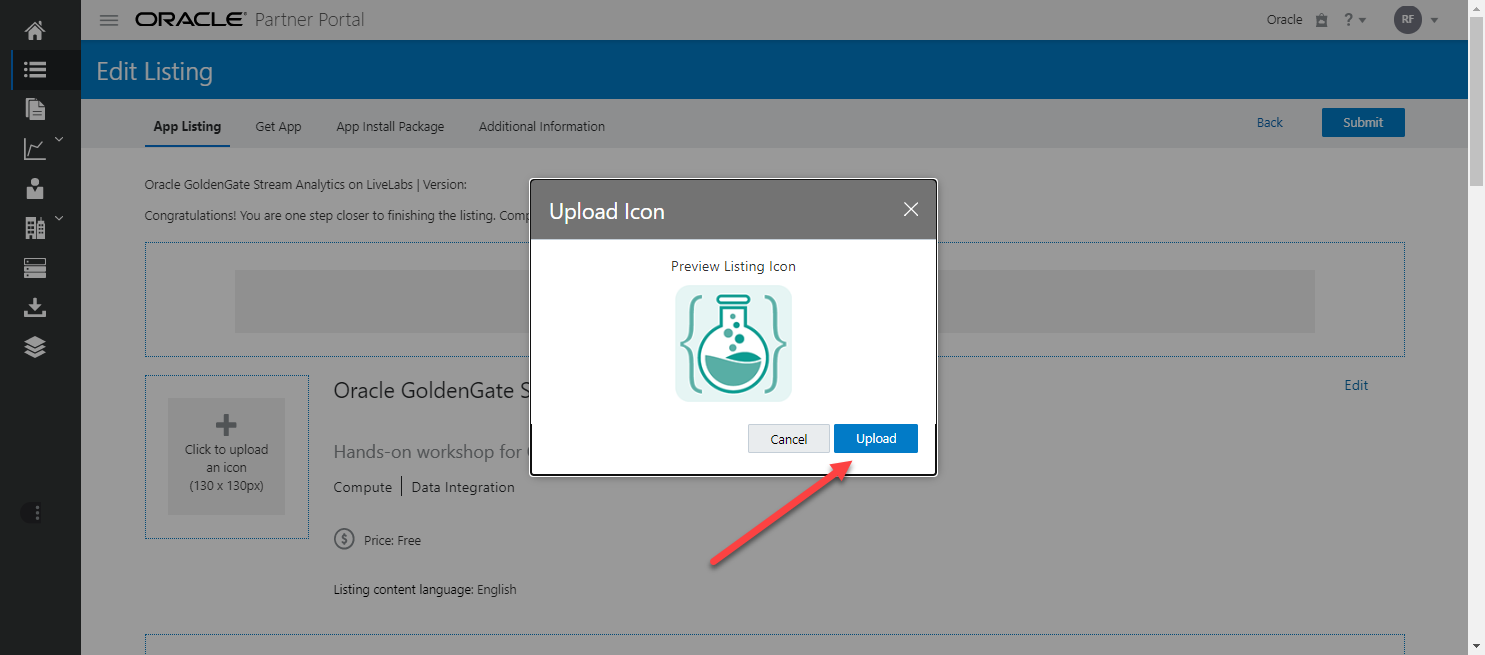 ORACLE® Partner Portal
Oracle
?
RF
Edit Listing
App Listing
Get App
App Install Package
Additional Information
Back
Submit
Oracle GoldenGate Stream Analytics on LiveLabs | Version:
Congratulations! You are one step closer to finishing the listing.
Upload Icon
Preview Listing Icon
Cancel
Upload
Click to upload
an icon
(130 x 130px)
Oracle GoldenGate
Edit
Hands-on workshop for
Compute | Data Integration
$ Price: Free
Listing content language: English